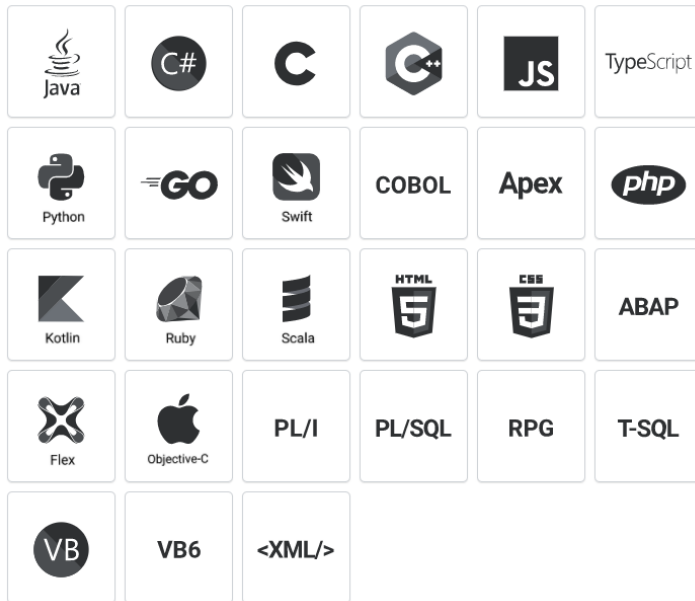 Java
C#
C
C++
JS
TypeScript
Python
GO
Swift
COBOL
Apex
php
Kotlin
Ruby
Scala
HTML
5
CSS
3
ABAP
Flex
Objective-C
PL/I
PL/SQL
RPG
T-SQL
VB
VB6
<XML/>